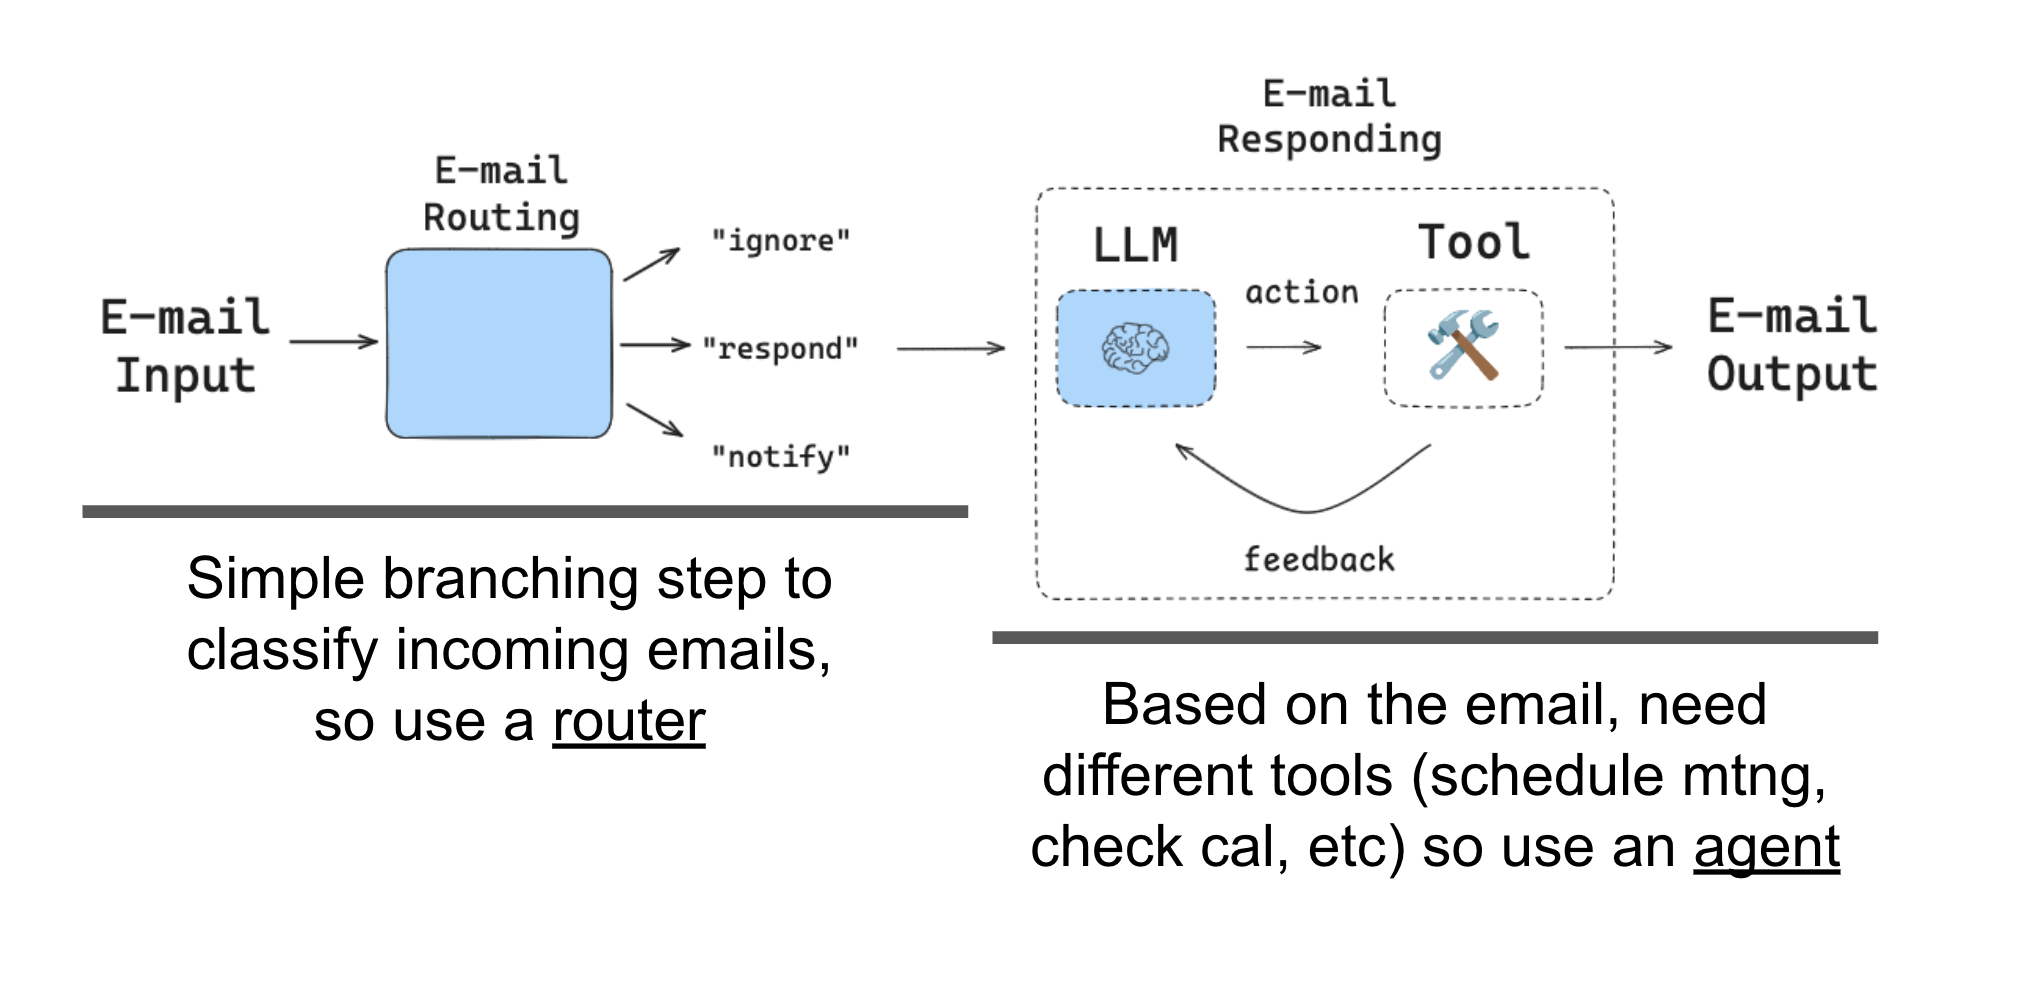 E-mail
Responding
E-mail
Routing
"ignore"
LLM
Tool
action
E-mail
Input
"respond"
E-mail
Output
"notify"
feedback
Simple branching step to
classify incoming emails,
so use a router
Based on the email, need
different tools (schedule mtng,
check cal, etc) so use an agent